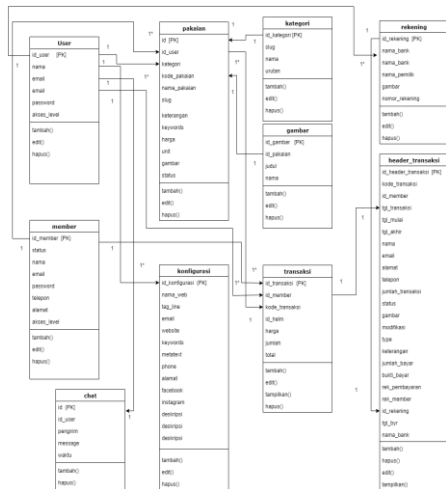 User
id_user [PK]
nama
email
email
password
akses_level
tambah()
edit()
hapus()
pakaian
id [PK]
id_user
kategori
kode_pakaian
nama_pakaian
slug
keterangan
keywords
harga
unit
gambar
status
tambah()
edit()
hapus()
kategori
id_kategori [PK]
slug
nama
urutan
tambah()
edit()
hapus()
rekening
id_rekening [PK]
nama_bank
nama_bank
nama_pemilik
gambar
nomor_rekening
tambah()
edit()
hapus()
gambar
id_gambar [PK]
id_pakaian
judul
nama
tambah()
edit()
hapus()
header_transaksi
id_header_transaksi [PK]
kode_transaksi
id_member
tgl_transaksi
tgl_mulai
tgl_akhir
nama
email
alamat
telepon
jumlah_transaksi
status
gambar
modifikasi
type
keterangan
jumlah_bayar
bukti_bayar
rek_pembayaran
rek_member
id_rekening
tgl_byr
nama_bank
tambah()
hapus()
edit()
tampilkan()
member
id_member [PK]
status
nama
email
password
telepon
alamat
akses_level
tambah()
edit()
hapus()
konfigurasi
id_konfigurasi [PK]
nama_web
tag_line
email
website
keywords
metatext
phone
alamat
facebook
instagram
deskripsi
deskripsi
deskripsi
tambah()
edit()
hapus()
transaksi
id_transaksi [PK]
id_member
kode_transaksi
id_helm
harga
jumlah
total
tambah()
edit()
tampilkan()
hapus()
chat
id [PK]
id_user
pengirim
message
waktu
tambah()
hapus()